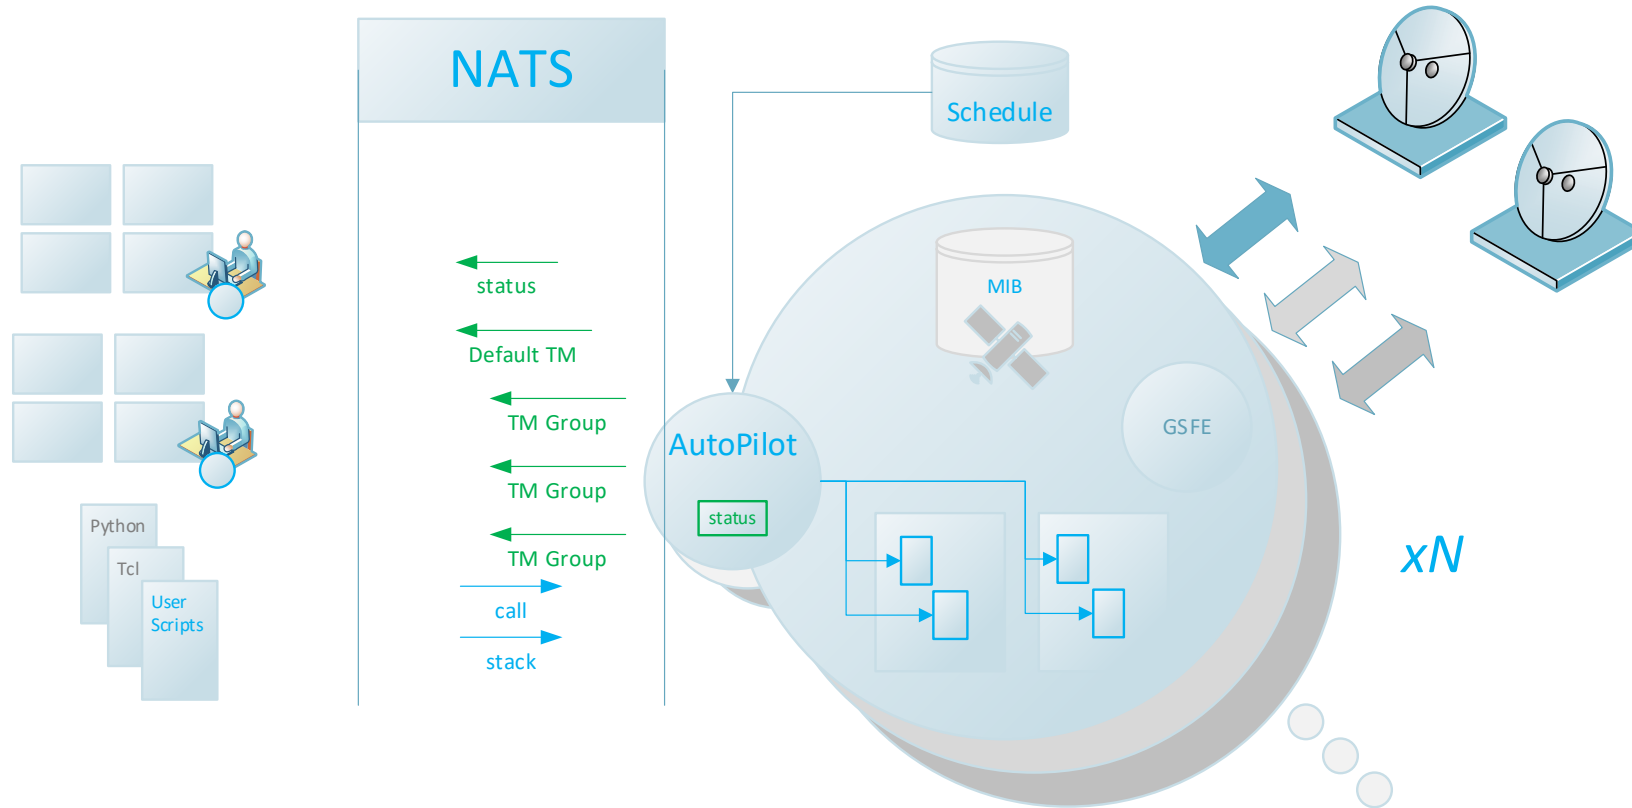 NATS
Schedule
status
MIB
Default TM
TM Group
GSFE
AutoPilot
TM Group
status
Python
TM Group
Tcl
xN
User
Scripts
call
stack